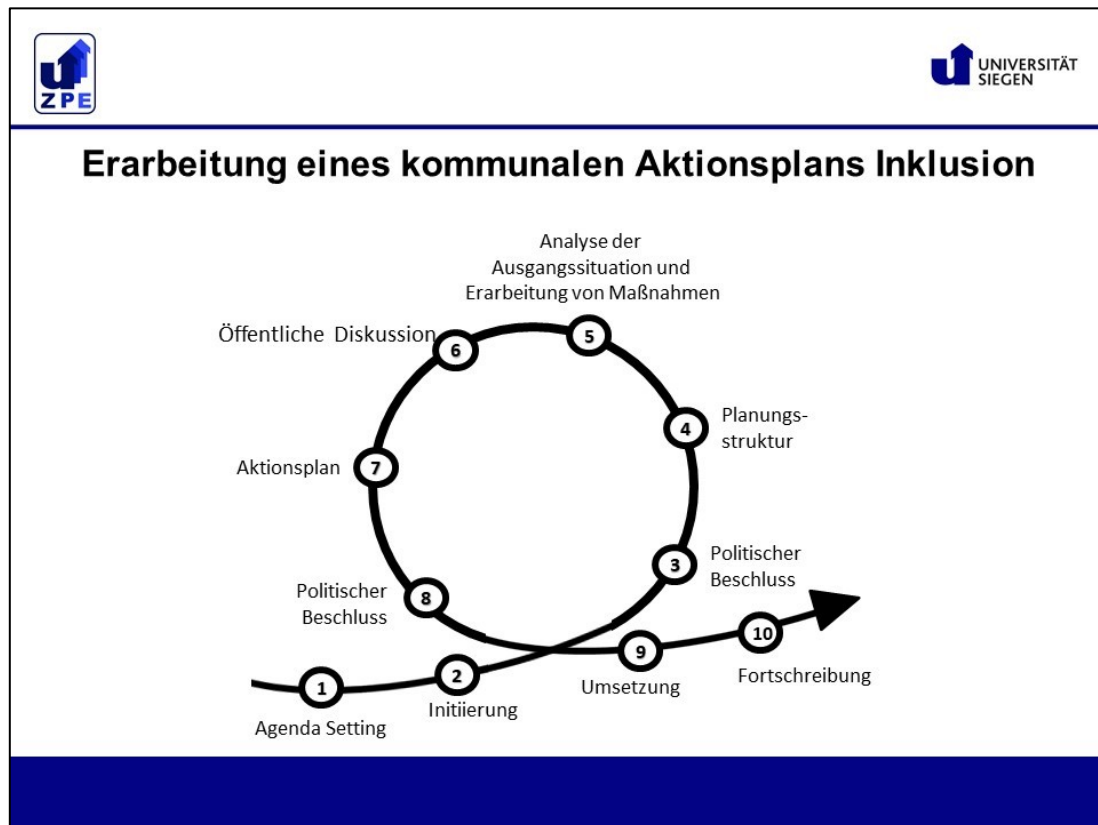 ZPE
UNIVERSITÄT
SIEGEN
Erarbeitung eines kommunalen Aktionsplans Inklusion
Analyse der
Ausgangssituation und
Erarbeitung von Maßnahmen
Öffentliche Diskussion
6
5
4
Planungs-
struktur
Aktionsplan
7
3
Politischer
Beschluss
Politischer
Beschluss
8
10
9
2
1
Umsetzung
Fortschreibung
Initiierung
Agenda Setting